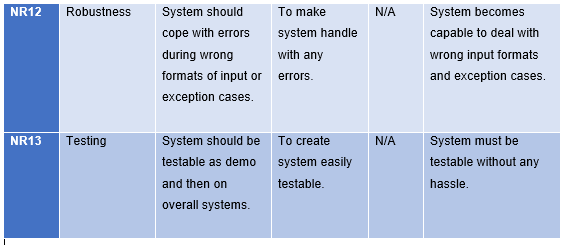 NR12 Robustness System should To make N/A System becomes
cope with errors system handle capable to deal with
during wrong with any wrong input formats
formats of input or errors. and exception cases.
exception cases.
NR13 Testing System should be To create N/A System must be
testable as demo system easily testable without any
and then on testable. hassle.
overall systems.